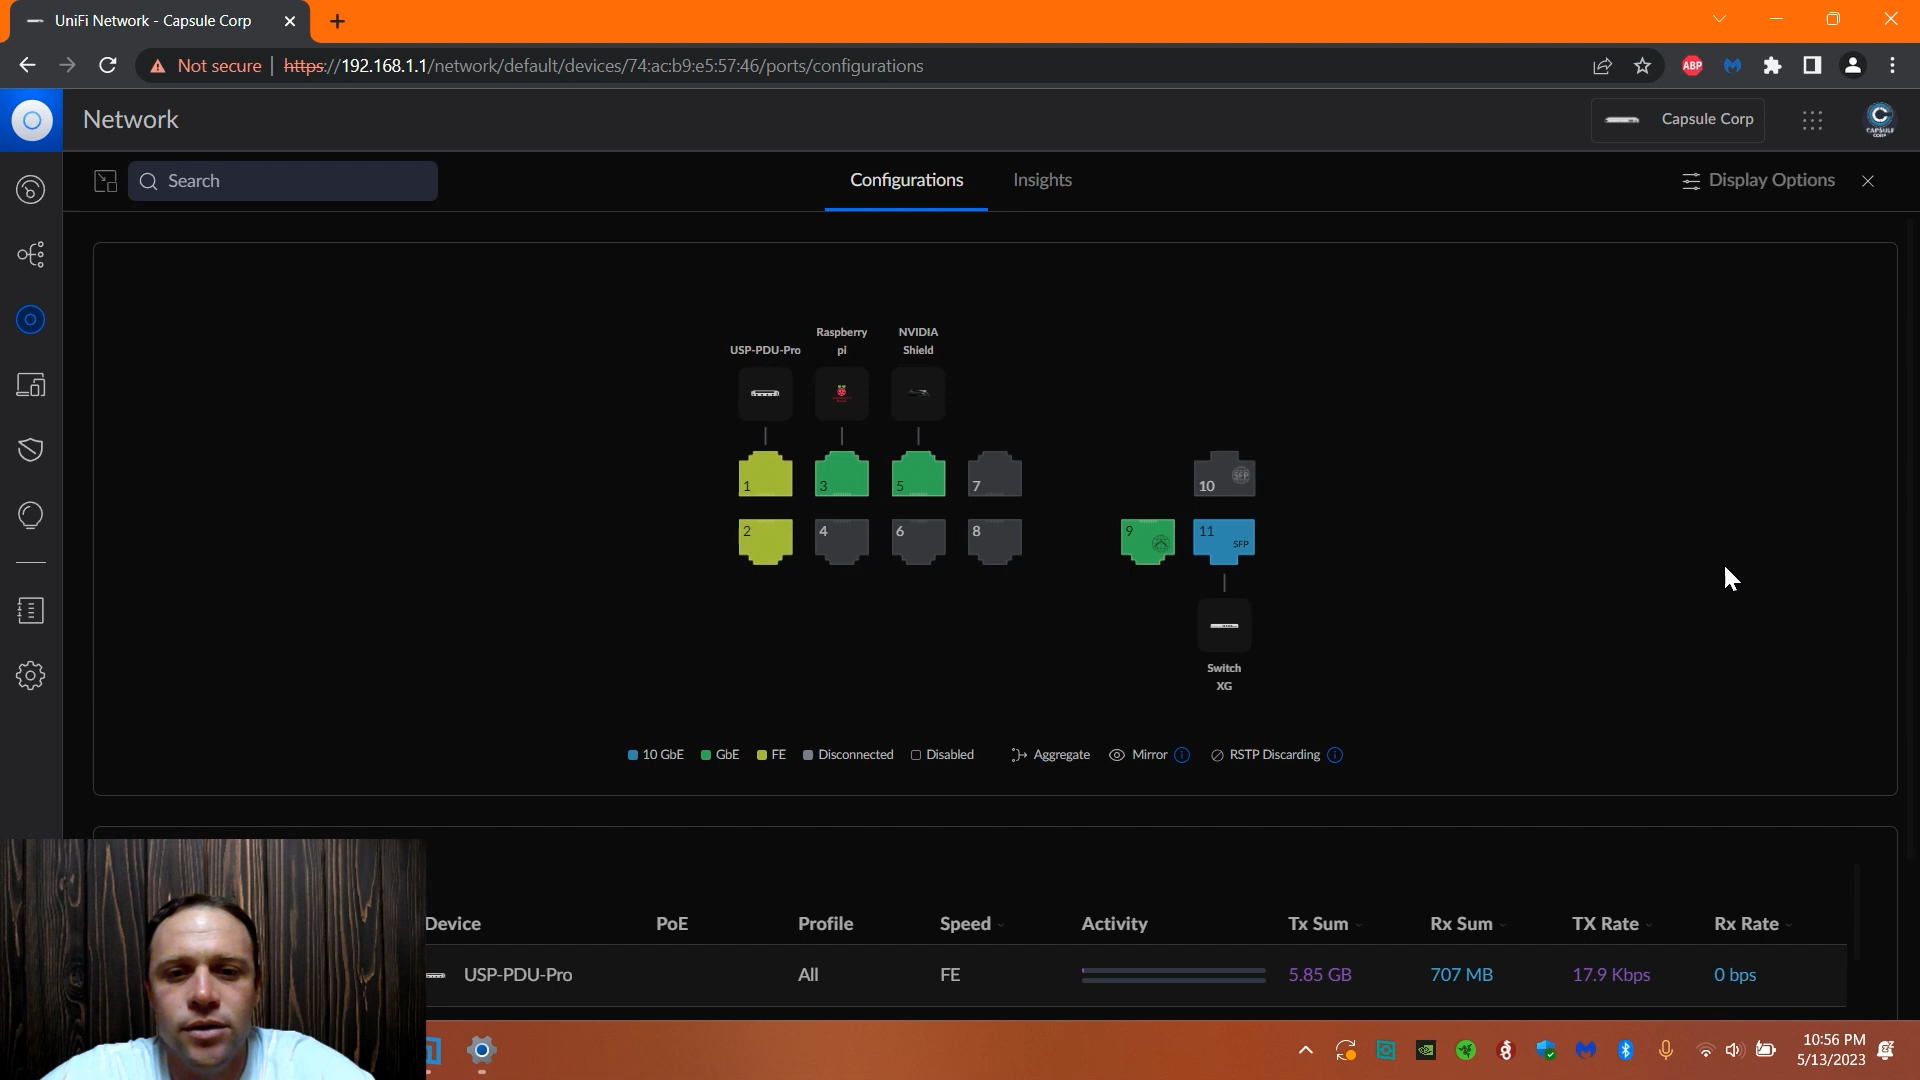 UniFi Network - Capsule Corp
Not secure
https://192.168.1.1/network/default/devices/74:ac:b9:e5:57:46/ports/configurations
ABP
Network
Capsule Corp
CAPSULE
CORP
Search
Configurations
Insights
Display Options
USP-PDU-Pro
Raspberry
pi
NVIDIA
Shield
1
3
5
7
10
SFP
2
4
6
8
9
11
SFP
Switch
XG
10 GbE
GbE
FE
Disconnected
Disabled
Aggregate
Mirror
RSTP Discarding
Device
PoE
Profile
Speed
Activity
Tx Sum
Rx Sum
TX Rate
Rx Rate
USP-PDU-Pro
All
FE
5.85 GB
707 MB
17.9 Kbps
0 bps
10:56 PM
5/13/2023